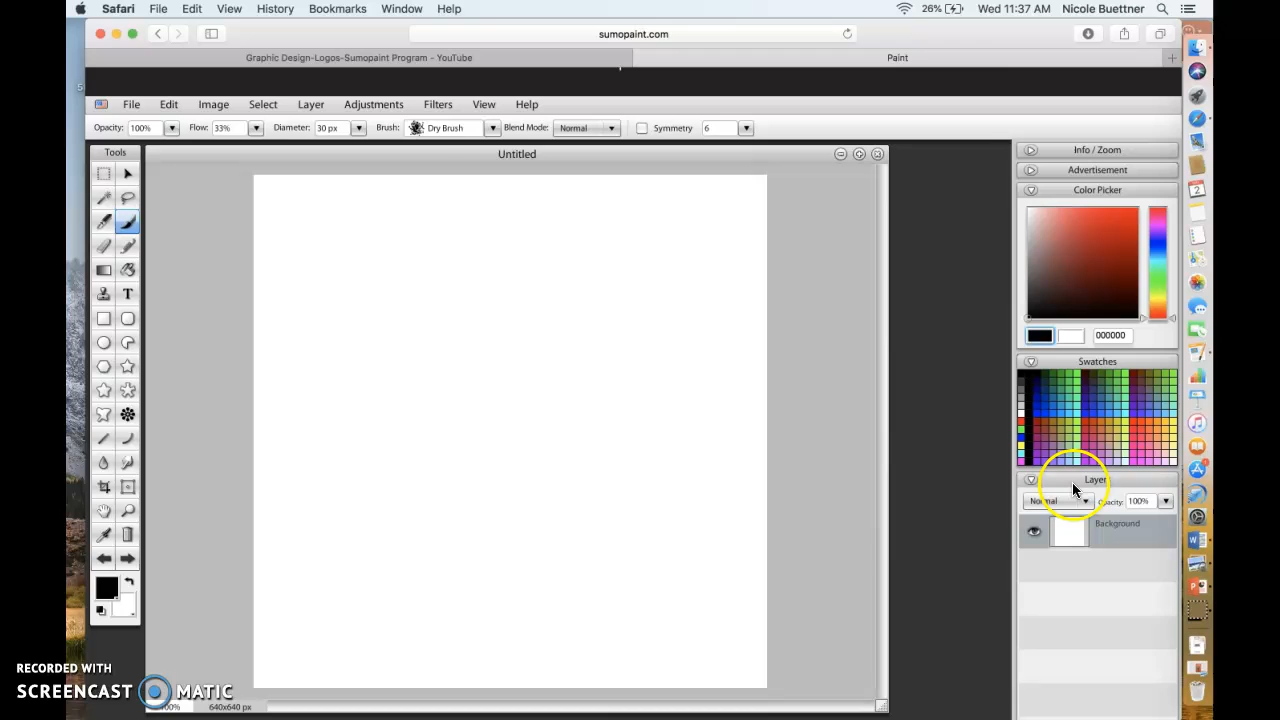 Safari File Edit View History Bookmarks Window Help 26% Wed 11:37 AM Nicole Buettner
sumopaint.com
Graphic Design-Logos-Sumopaint Program - YouTube Paint
File Edit Image Select Layer Adjustments Filters View Help
Opacity: 100% Flow: 33% Diameter: 30 px Brush: Dry Brush Blend Mode: Normal Symmetry 6
Tools
Untitled
Info / Zoom
Advertisement
Color Picker
T
000000
Swatches
Layer
Normal Opacity: 100%
Background
100% 640x640 px
RECORDED WITH
SCREENCAST MATIC